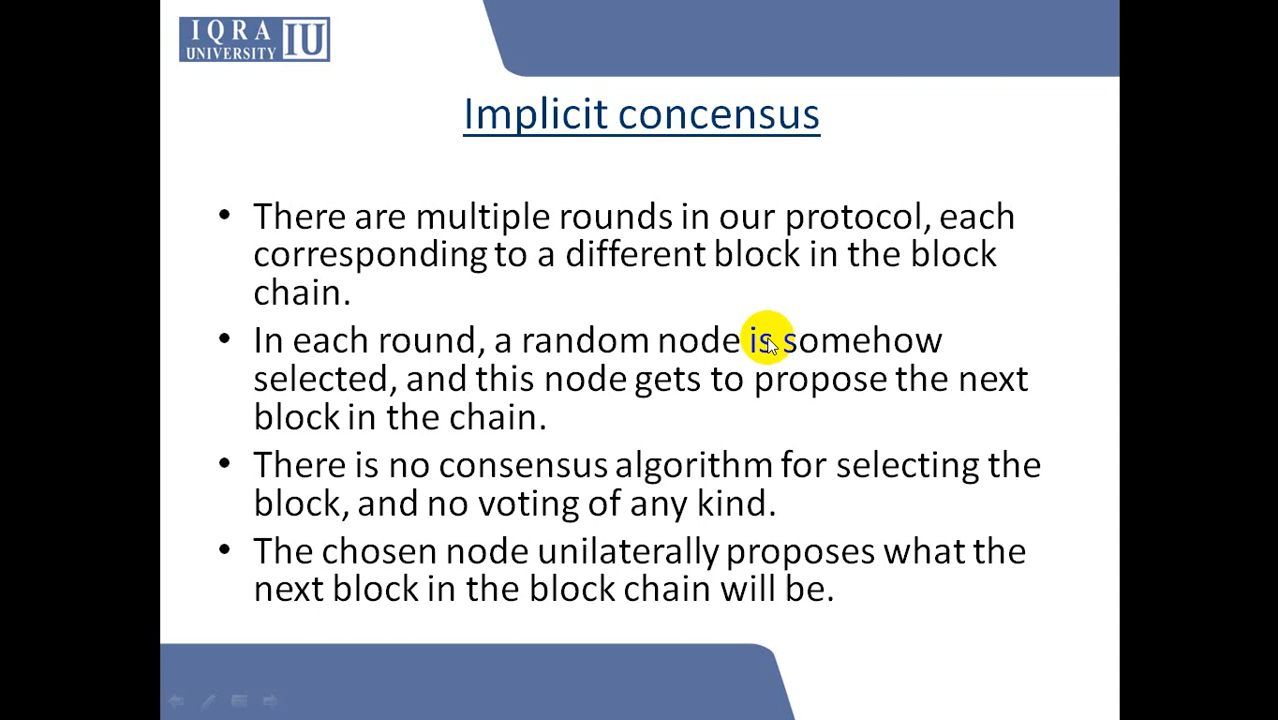 IQRA
UNIVERSITY IU
Implicit concensus
• There are multiple rounds in our protocol, each
corresponding to a different block in the block
chain.
• In each round, a random node is somehow
selected, and this node gets to propose the next
block in the chain.
• There is no consensus algorithm for selecting the
block, and no voting of any kind.
• The chosen node unilaterally proposes what the
next block in the block chain will be.